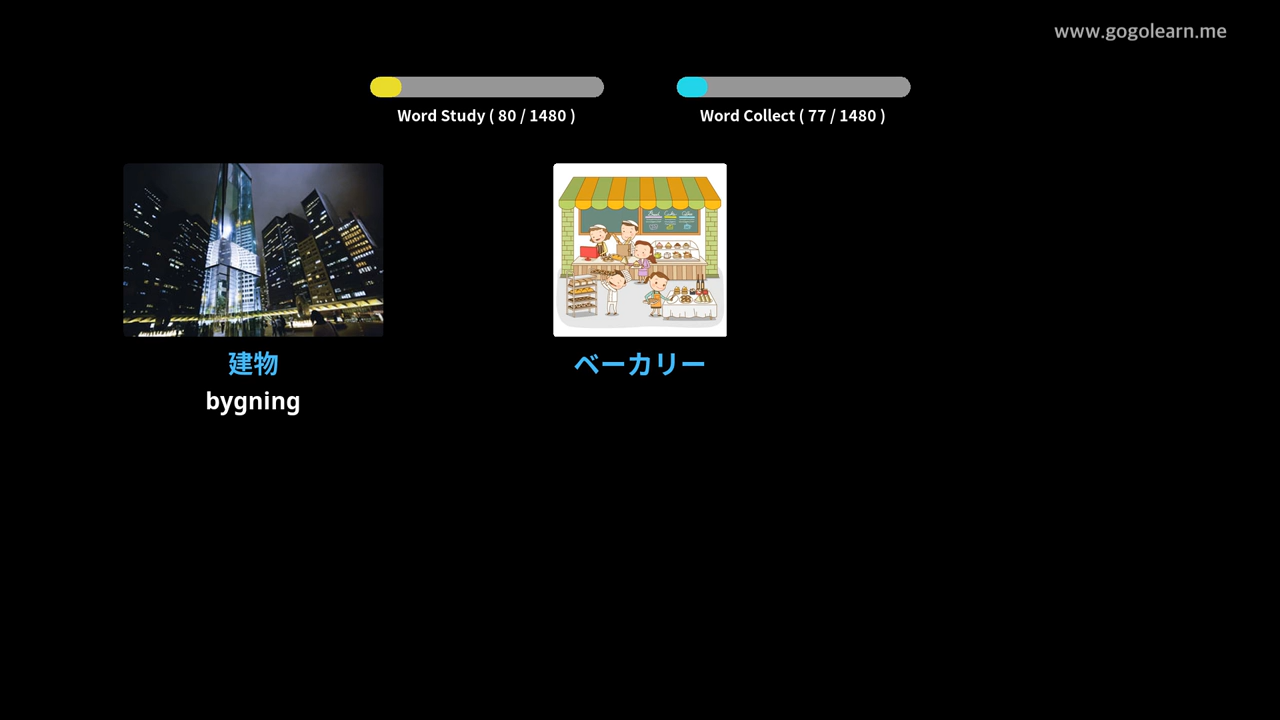 www.gogolearn.me
Word Study ( 80 / 1480 )
Word Collect ( 77 / 1480 )
建物
bygning
ベーカリー